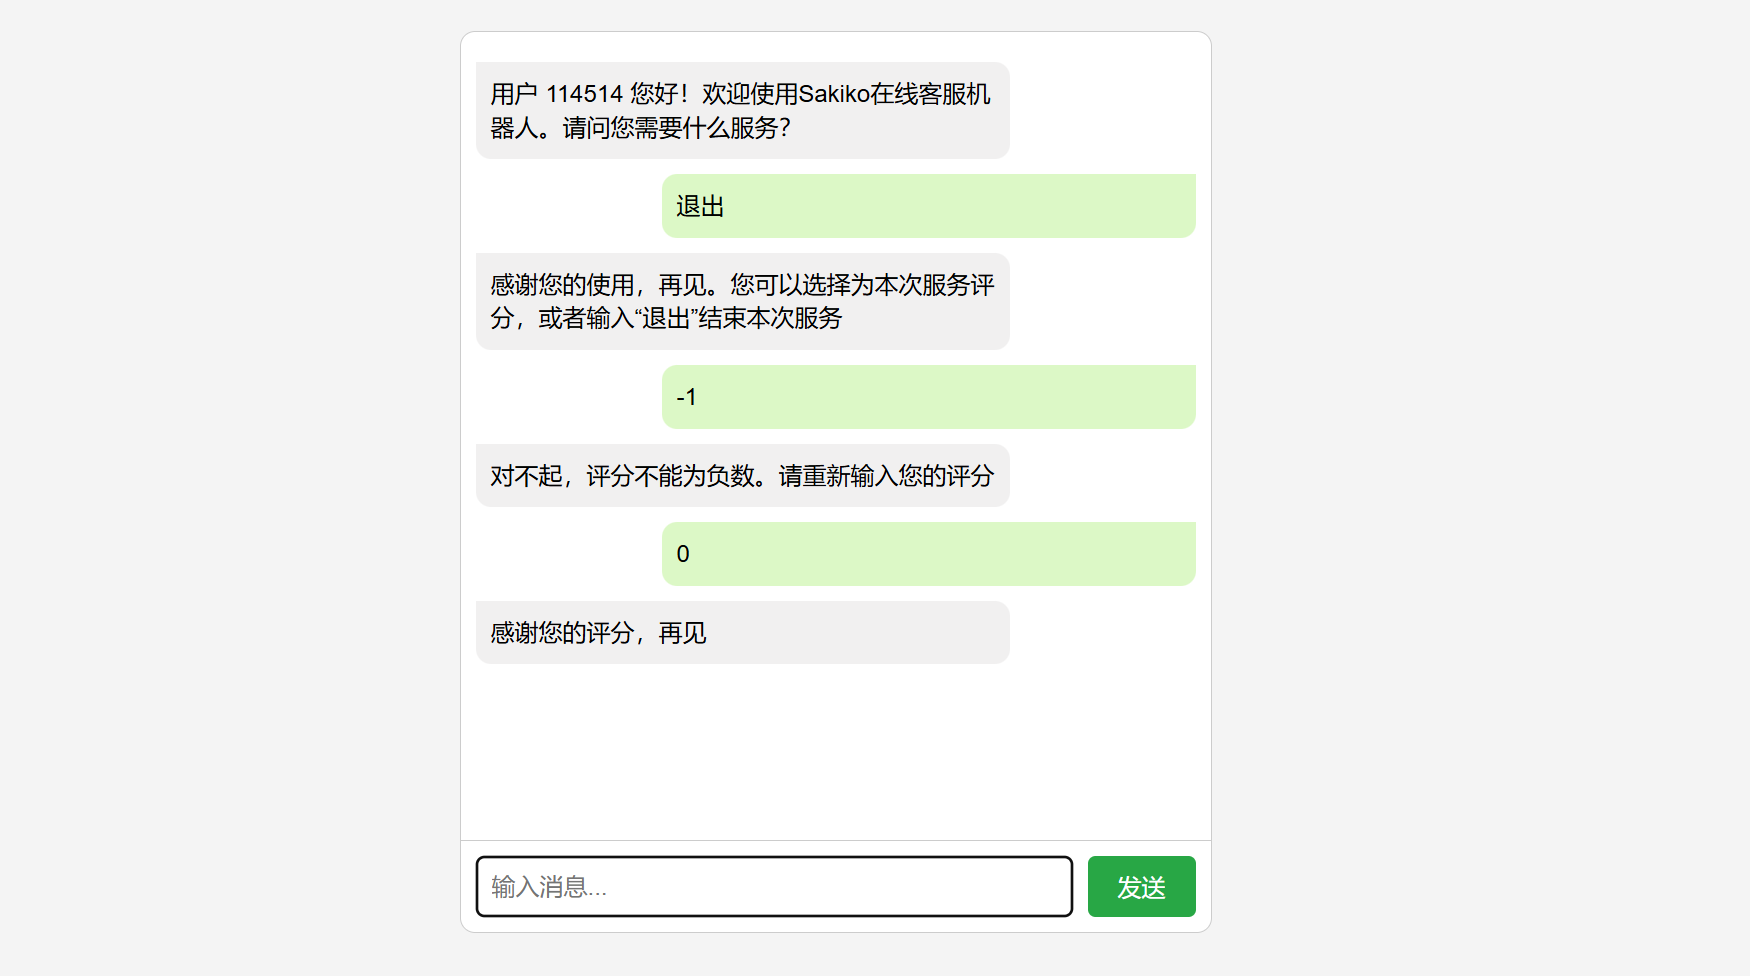 用户 114514 您好！欢迎使用Sakiko在线客服机
器人。请问您需要什么服务？
退出
感谢您的使用，再见。您可以选择为本次服务评
分，或者输入“退出”结束本次服务
-1
对不起，评分不能为负数。请重新输入您的评分
0
感谢您的评分，再见
输入消息...
发送